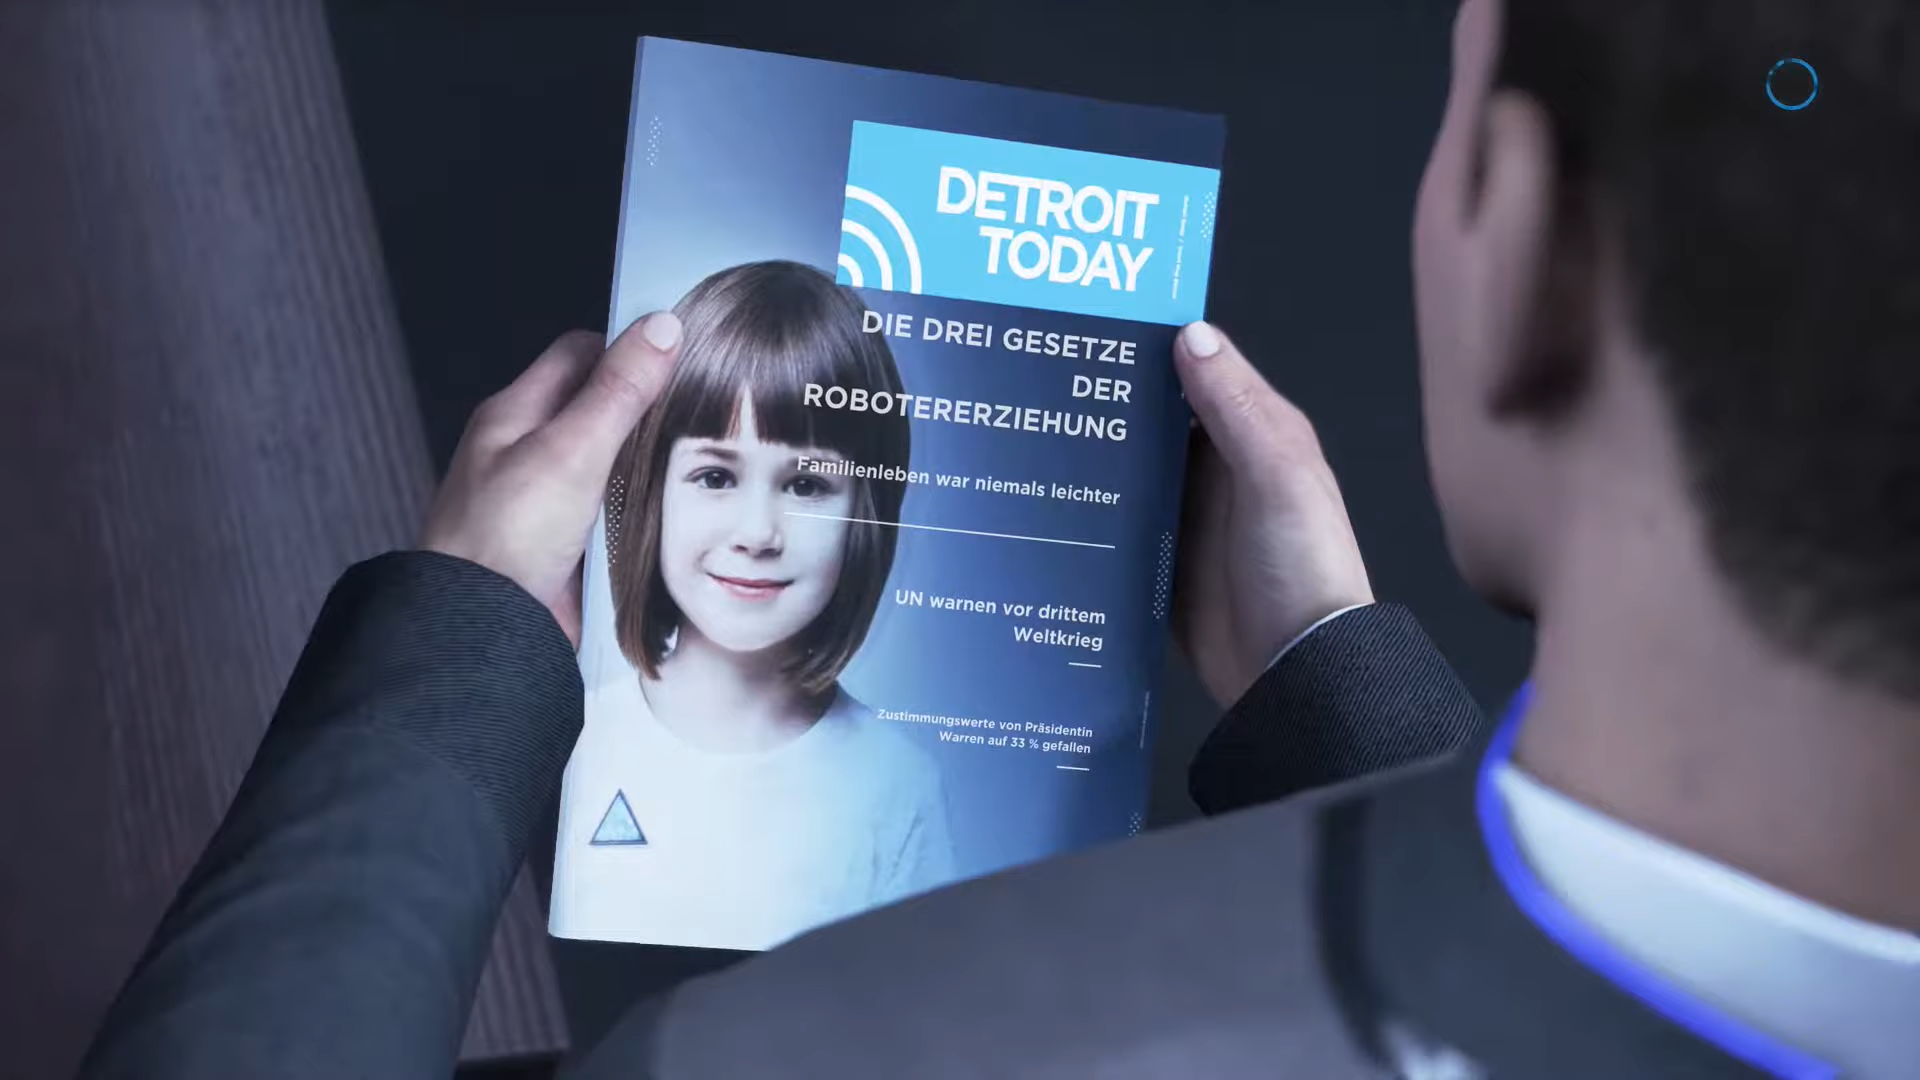 DETROIT
TODAY
DIE DREI GESETZE
DER
ROBOTERERZIEHUNG
Familienleben war niemals leichter
UN warnen vor drittem
Weltkrieg
Zustimmungswerte von Präsidentin
Warren auf 33 % gefallen